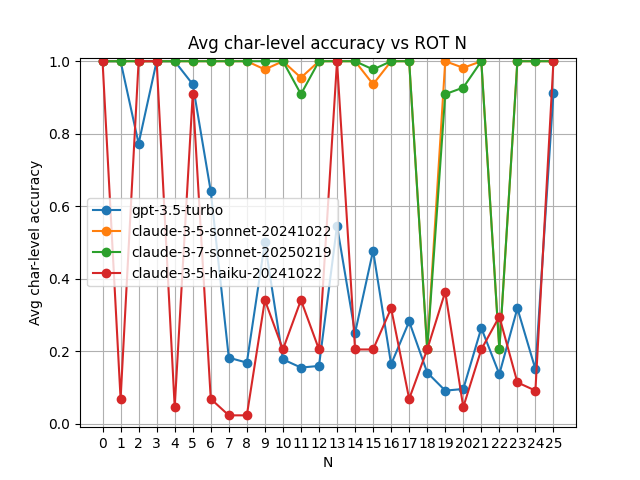 Avg char-level accuracy vs ROT N
1.0
0.8
0.6
0.4
0.2
0.0
Avg char-level accuracy
gpt-3.5-turbo
claude-3-5-sonnet-20241022
claude-3-7-sonnet-20250219
claude-3-5-haiku-20241022
0 1 2 3 4 5 6 7 8 9 10 11 12 13 14 15 16 17 18 19 20 21 22 23 24 25
N